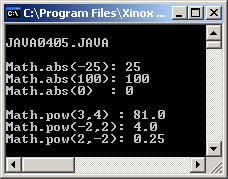 C:\Program Files\Xinox
JAVA0405.JAVA
Math.abs(-25): 25
Math.abs(100): 100
Math.abs(0)  : 0
Math.pow(3,4) : 81.0
Math.pow(-2,2): 4.0
Math.pow(2,-2): 0.25